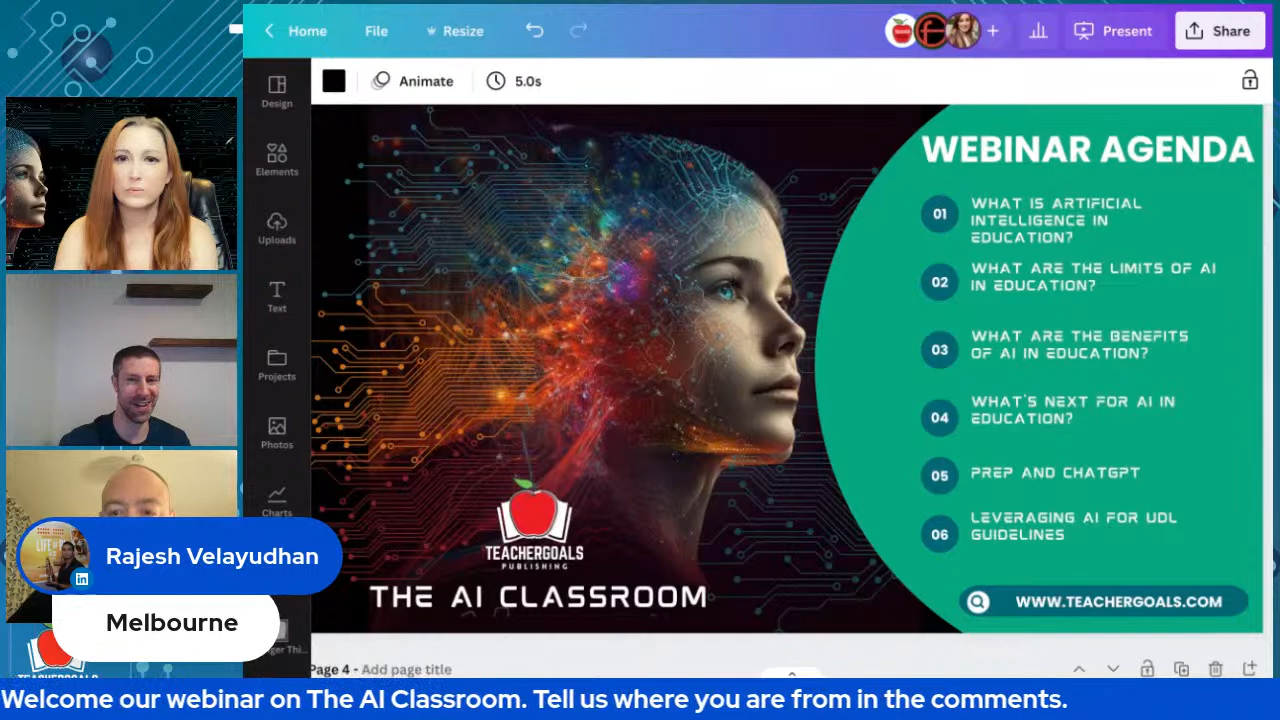 Home
File
Resize
Present
Share
Animate
5.0s
Design
Elements
Uploads
Text
Projects
Photos
Charts
WEBINAR AGENDA
01
WHAT IS ARTIFICIAL
INTELLIGENCE IN
EDUCATION?
02
WHAT ARE THE LIMITS OF AI
IN EDUCATION?
03
WHAT ARE THE BENEFITS
OF AI IN EDUCATION?
04
WHAT'S NEXT FOR AI IN
EDUCATION?
05
PREP AND CHATGPT
06
LEVERAGING AI FOR UDL
GUIDELINES
WWW.TEACHERGOALS.COM
TEACHERGOALS
PUBLISHING
THE AI CLASSROOM
Rajesh Velayudhan
in
Melbourne
Page 4 - Add page title
Welcome our webinar on The AI Classroom. Tell us where you are from in the comments.